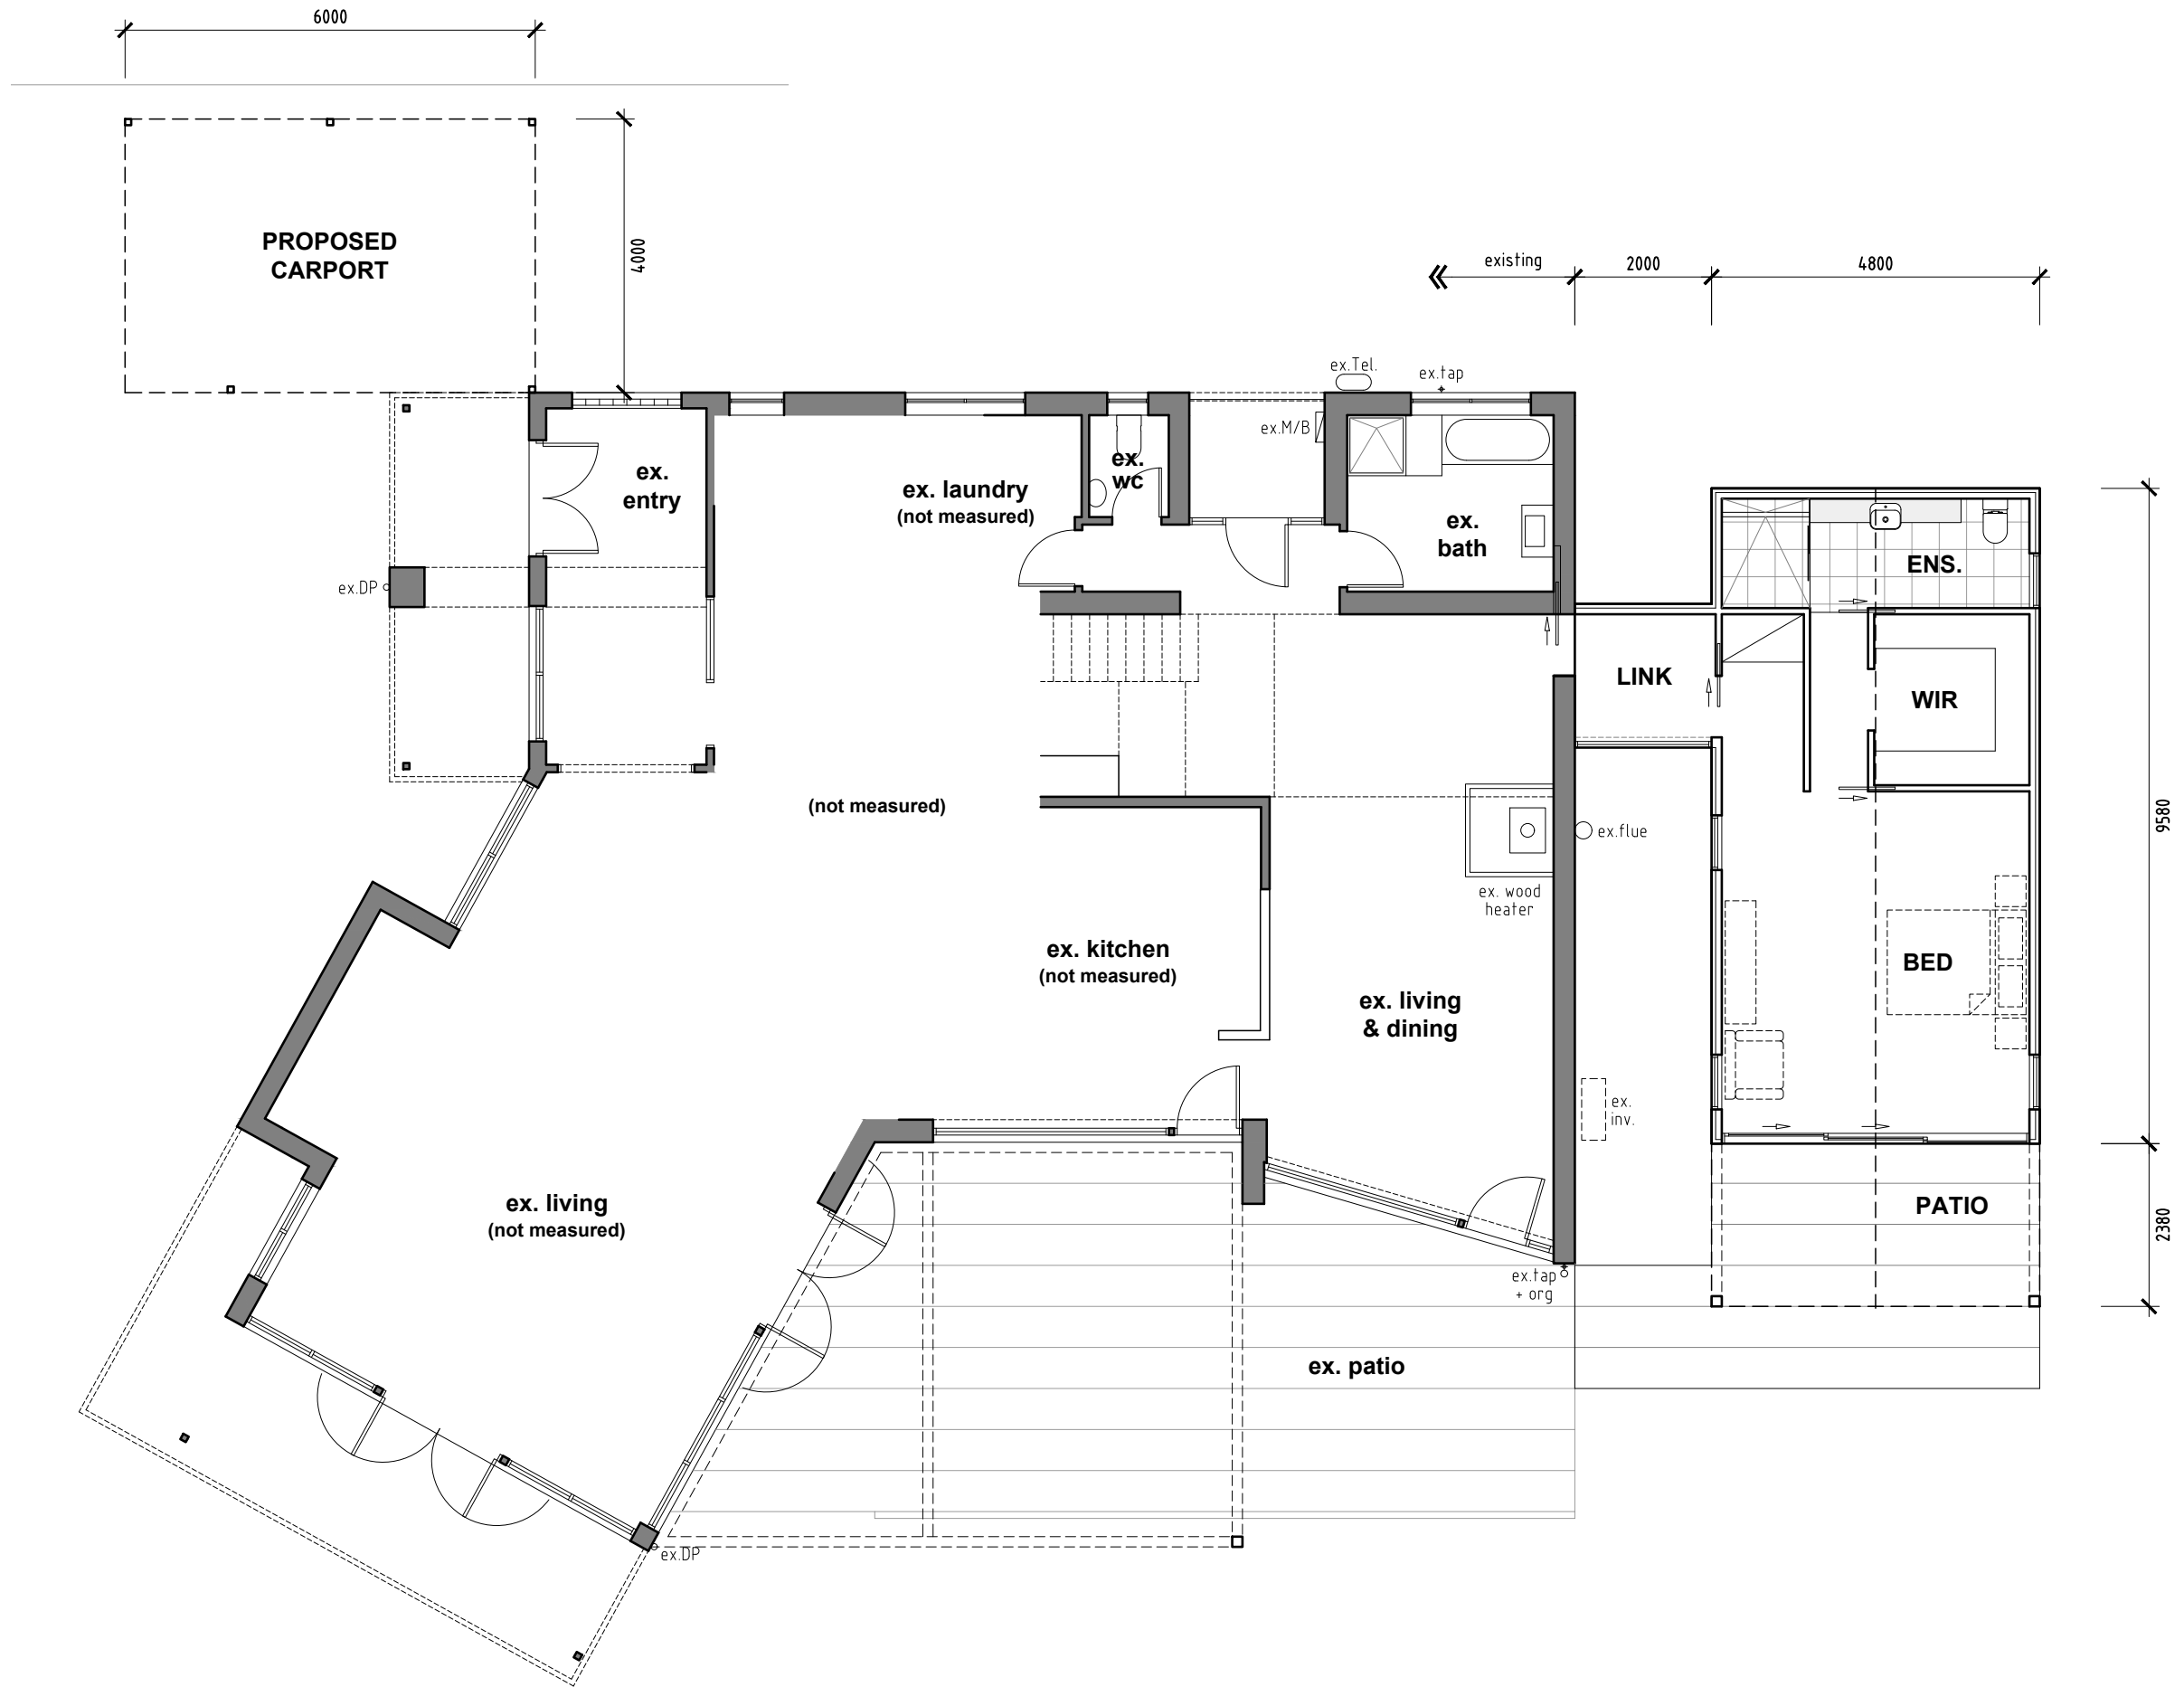 6000
PROPOSED
CARPORT
4000
existing
2000
4800
ex.Tel.
ex.tap
ex.M/B
ex.
entry
ex. laundry
(not measured)
ex.
wc
ex.
bath
ENS.
ex.DP
LINK
WIR
(not measured)
ex.flue
9580
ex. wood
heater
ex. kitchen
(not measured)
BED
ex. living
& dining
ex.
inv.
ex. living
(not measured)
PATIO
2380
ex.tap
+ org
ex. patio
ex.DP